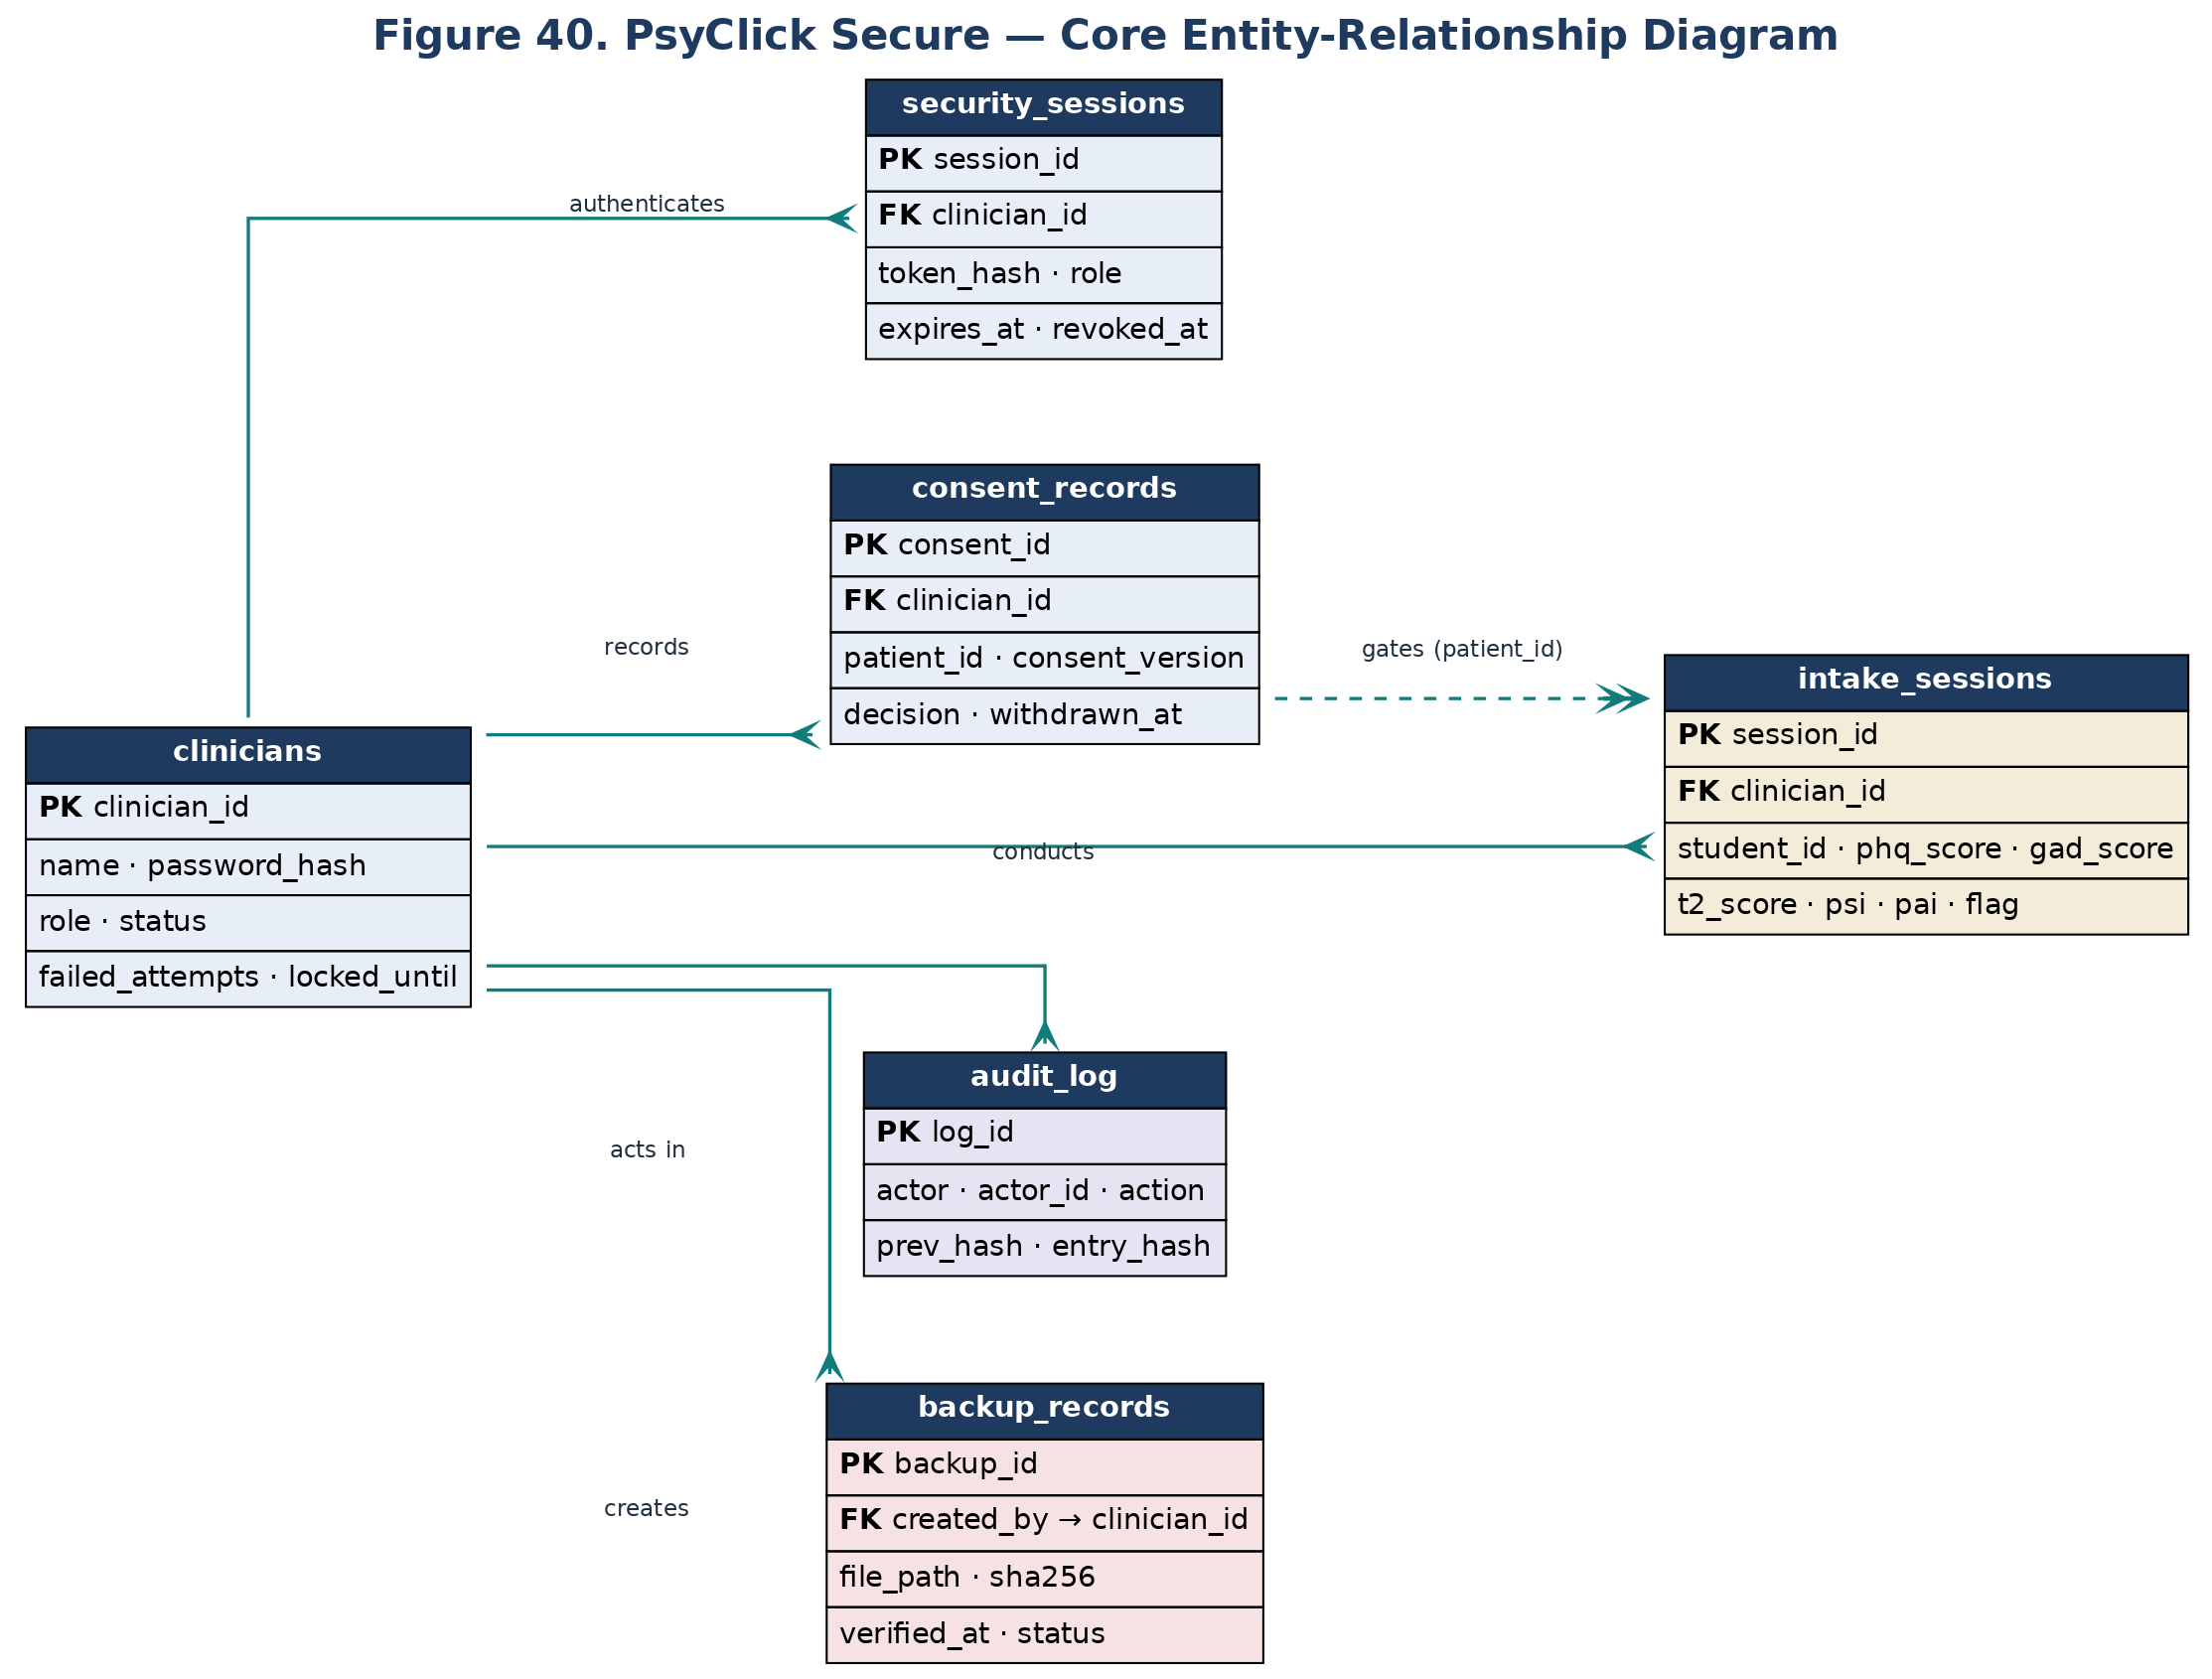 Figure 40. PsyClick Secure — Core Entity-Relationship Diagram
security_sessions
PK session_id
FK clinician_id
token_hash · role
expires_at · revoked_at
authenticates
consent_records
PK consent_id
FK clinician_id
patient_id · consent_version
decision · withdrawn_at
records
gates (patient_id)
intake_sessions
PK session_id
FK clinician_id
student_id · phq_score · gad_score
t2_score · psi · pai · flag
clinicians
PK clinician_id
name · password_hash
role · status
failed_attempts · locked_until
conducts
audit_log
PK log_id
actor · actor_id · action
prev_hash · entry_hash
acts in
backup_records
PK backup_id
FK created_by → clinician_id
file_path · sha256
verified_at · status
creates